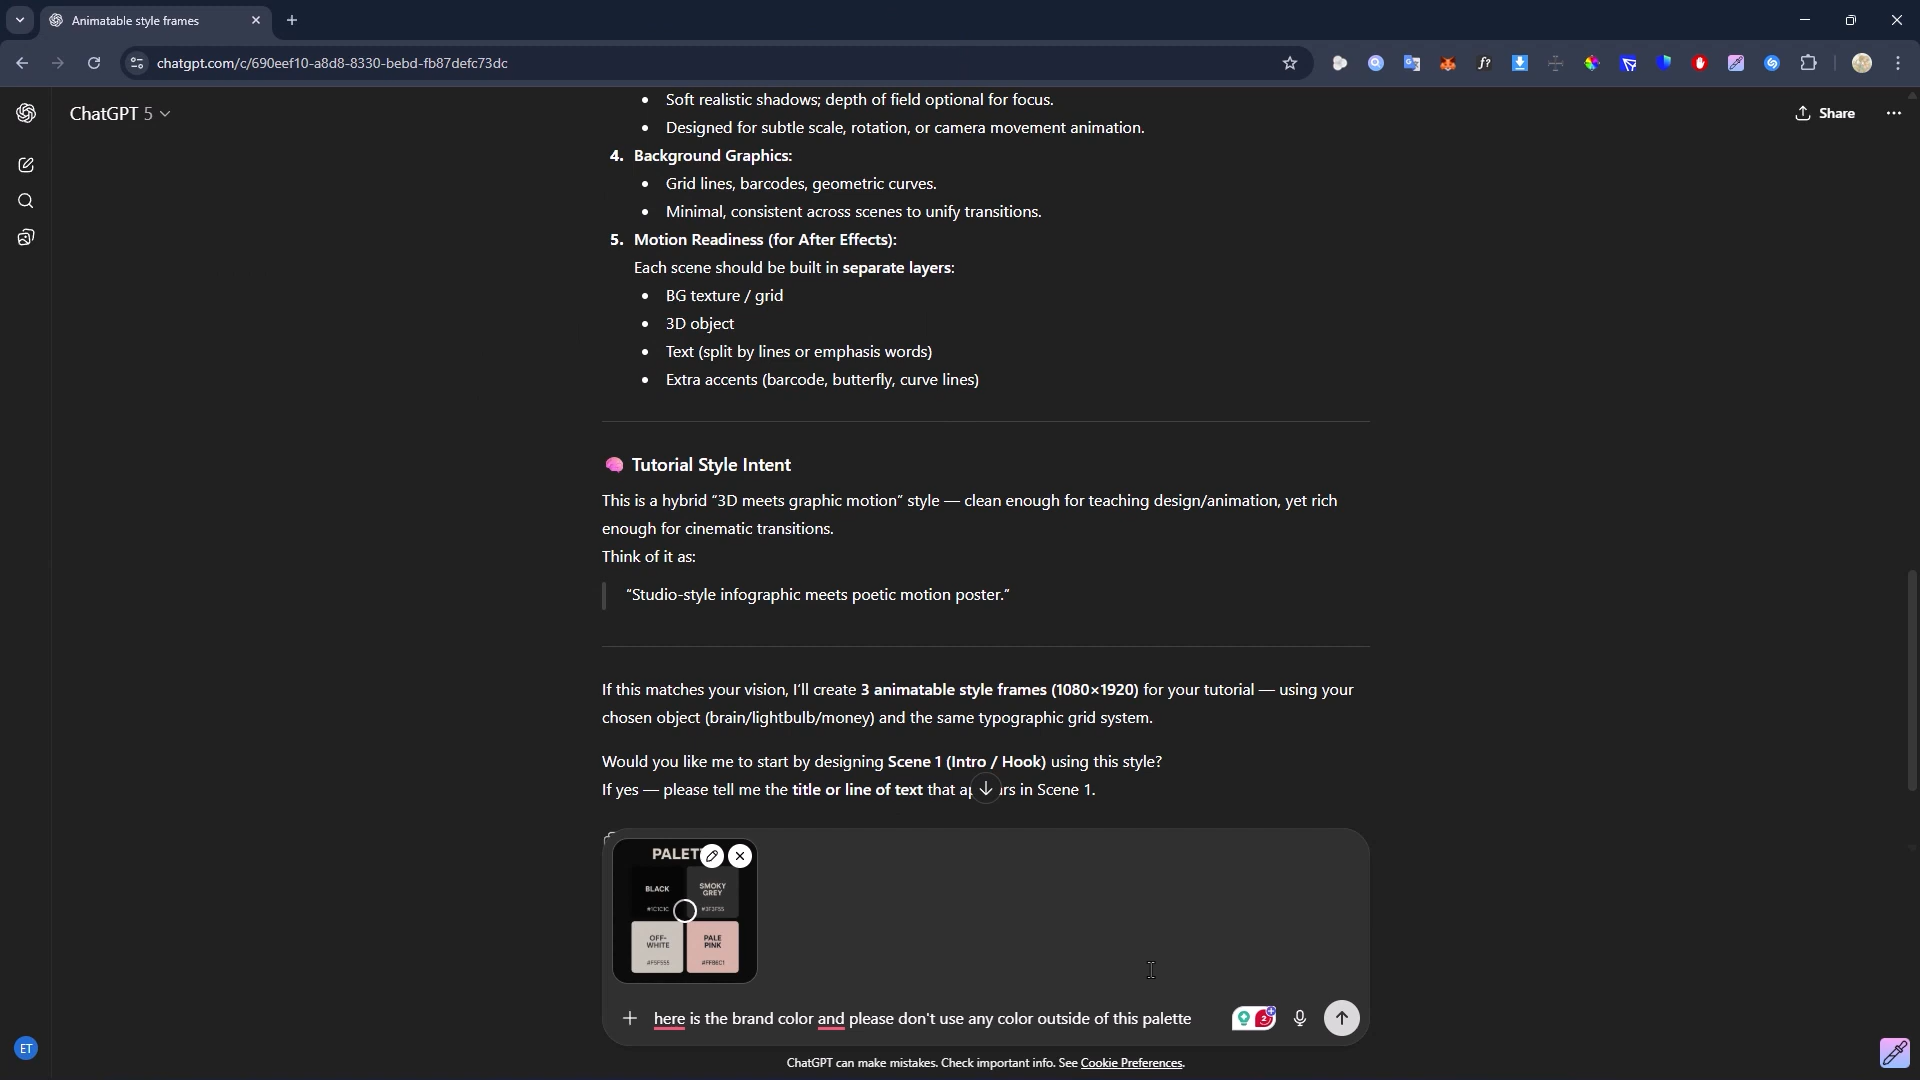 Animatable style frames
chatgpt.com/c/690eef10-a8d8-8330-bebd-fb87defc73dc
ChatGPT 5
Share
Soft realistic shadows; depth of field optional for focus.
Designed for subtle scale, rotation, or camera movement animation.
4. Background Graphics:
Grid lines, barcodes, geometric curves.
Minimal, consistent across scenes to unify transitions.
5. Motion Readiness (for After Effects):
Each scene should be built in separate layers:
BG texture / grid
3D object
Text (split by lines or emphasis words)
Extra accents (barcode, butterfly, curve lines)
🧠 Tutorial Style Intent
This is a hybrid “3D meets graphic motion” style — clean enough for teaching design/animation, yet rich
enough for cinematic transitions.
Think of it as:
“Studio-style infographic meets poetic motion poster.”
If this matches your vision, I’ll create 3 animatable style frames (1080×1920) for your tutorial — using your
chosen object (brain/lightbulb/money) and the same typographic grid system.
Would you like me to start by designing Scene 1 (Intro / Hook) using this style?
If yes — please tell me the title or line of text that ap rs in Scene 1.
PALET
BLACK
SMOKY
GREY
#1C1C1C
#3F3F55
OFF-
WHITE
PALE
PINK
#F5F5S5
#FFB6C1
here is the brand color and please don't use any color outside of this palette
ChatGPT can make mistakes. Check important info. See Cookie Preferences.
ET